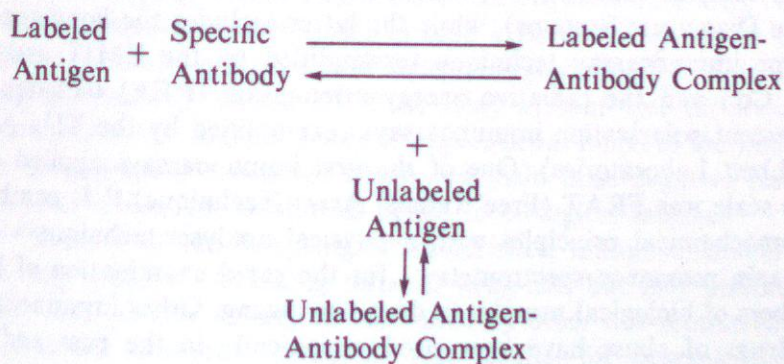 Labeled Antigen + Specific Antibody Labeled Antigen-Antibody Complex
+
Unlabeled
Antigen
Unlabeled Antigen-
Antibody Complex